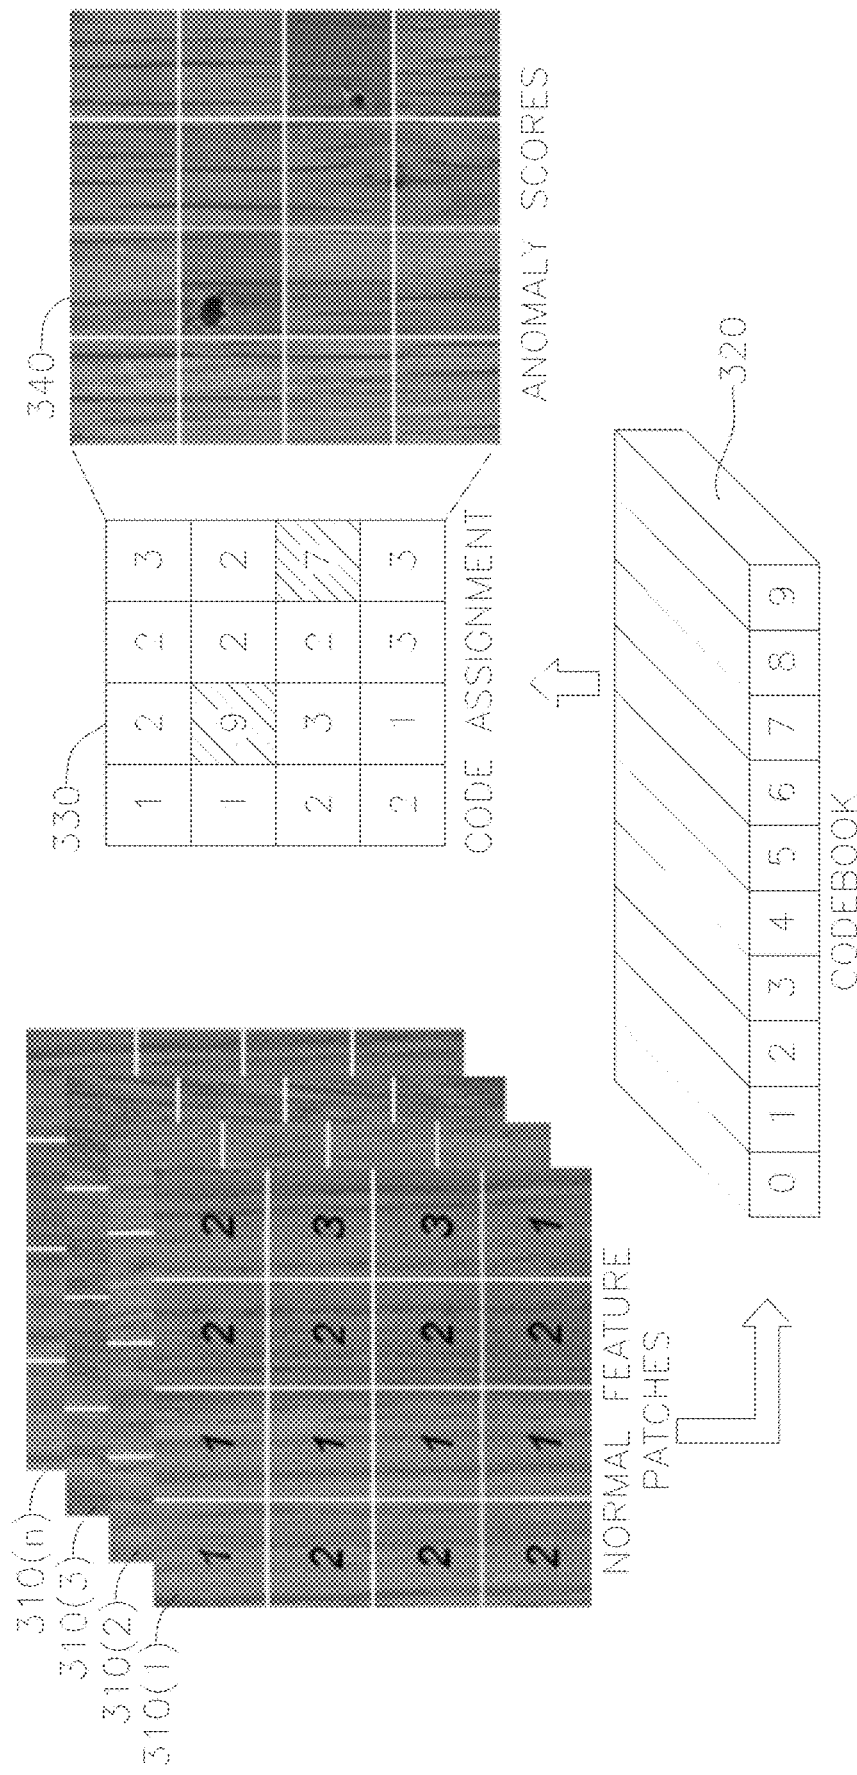 310(n)
310(3)
310(2)
310(1)
1 1 2 2
2 1 2 3
2 1 2 3
2 1 2 1
NORMAL FEATURE
PATCHES
330
1 2 2 3
1 9 2 2
2 3 2 7
2 1 3 3
CODE ASSIGNMENT
340
ANOMALY SCORES
320
0 1 2 3 4 5 6 7 8 9
CODEBOOK